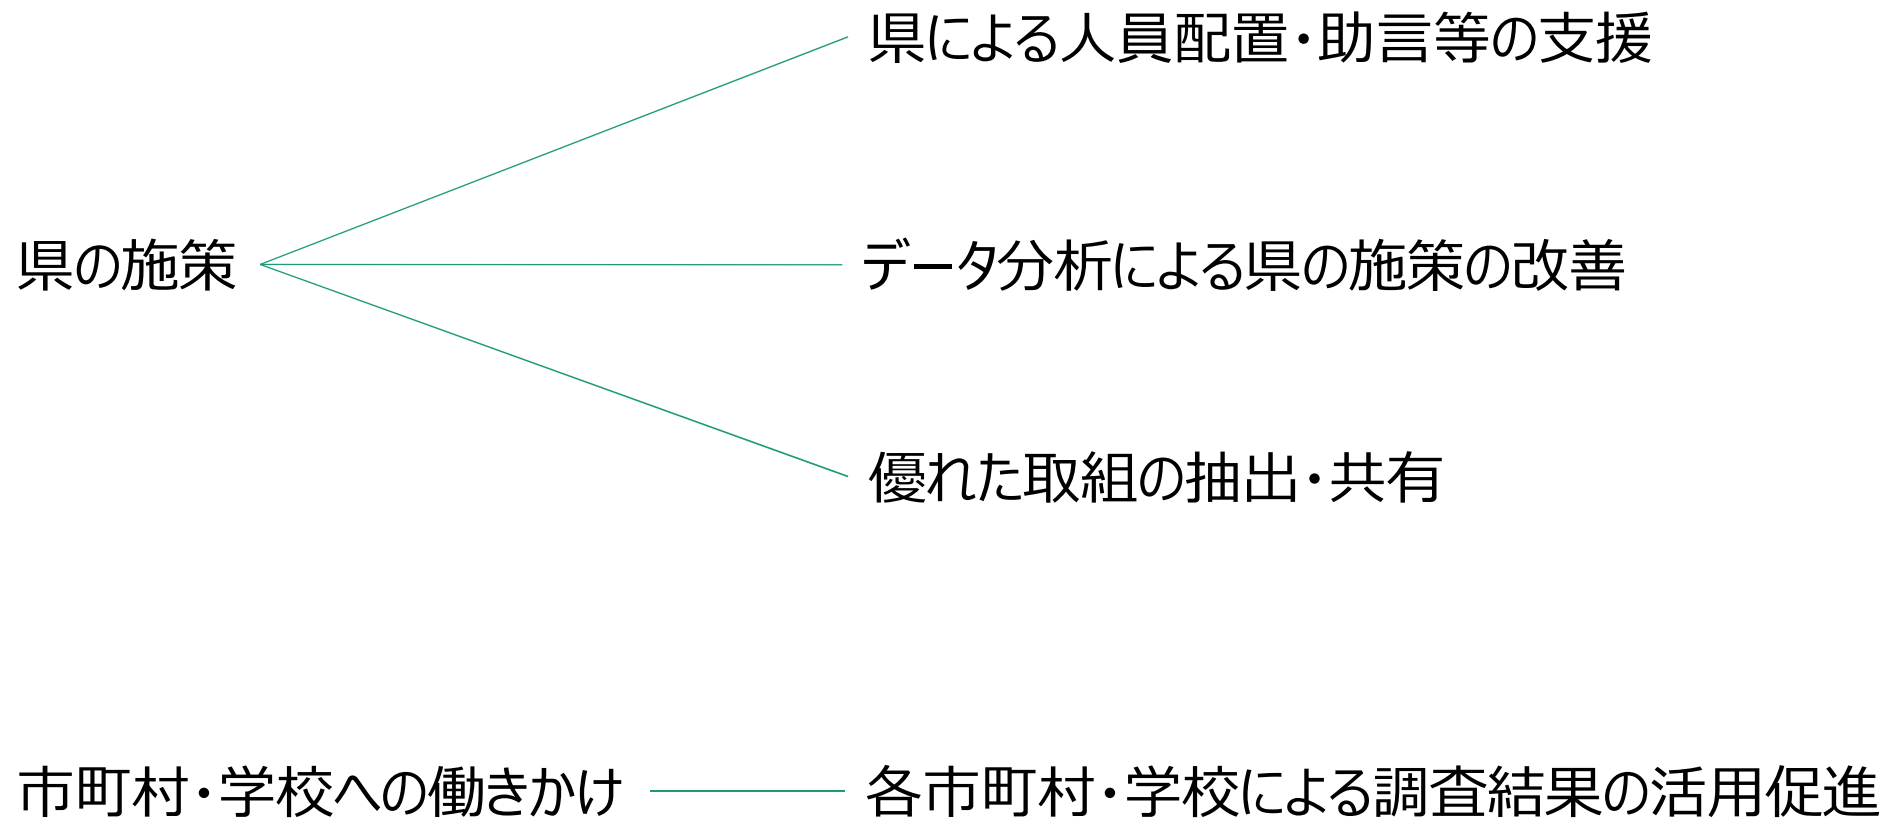 県による人員配置・助言等の支援
県の施策
データ分析による県の施策の改善
優れた取組の抽出・共有
市町村・学校への働きかけ
各市町村・学校による調査結果の活用促進